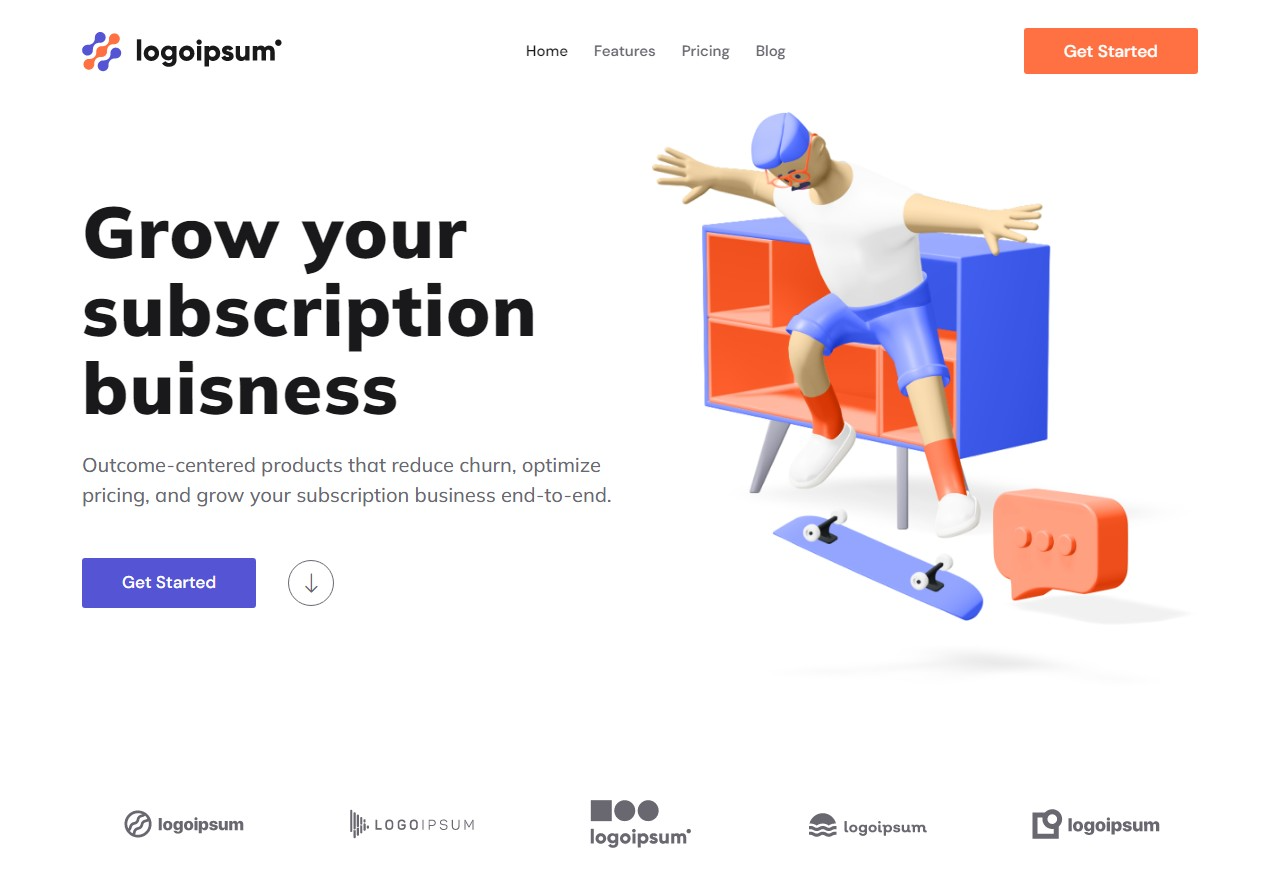 logoipsum
Home Features Pricing Blog
Get Started
Grow your
subscription
buisness
Outcome-centered products that reduce churn, optimize
pricing, and grow your subscription business end-to-end.
Get Started
logoipsum
LOGOIPSUM
logoipsum
logoipsum
logoipsum